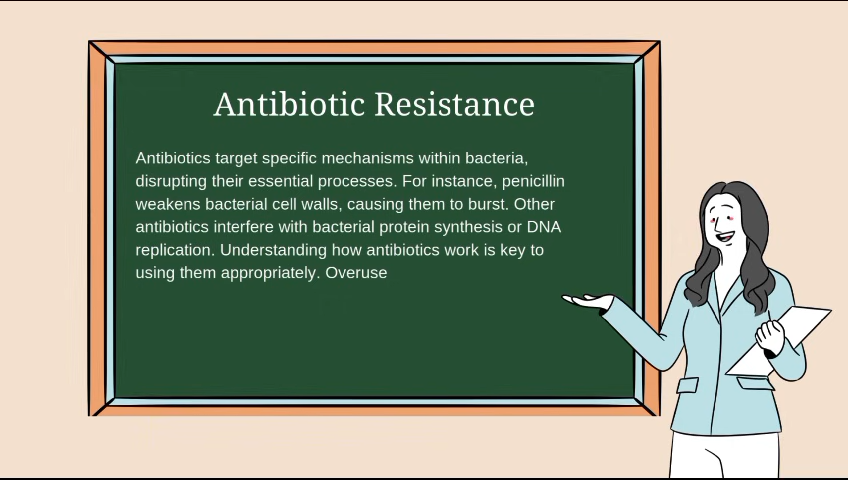 Antibiotic Resistance
Antibiotics target specific mechanisms within bacteria,
disrupting their essential processes. For instance, penicillin
weakens bacterial cell walls, causing them to burst. Other
antibiotics interfere with bacterial protein synthesis or DNA
replication. Understanding how antibiotics work is key to
using them appropriately. Overuse